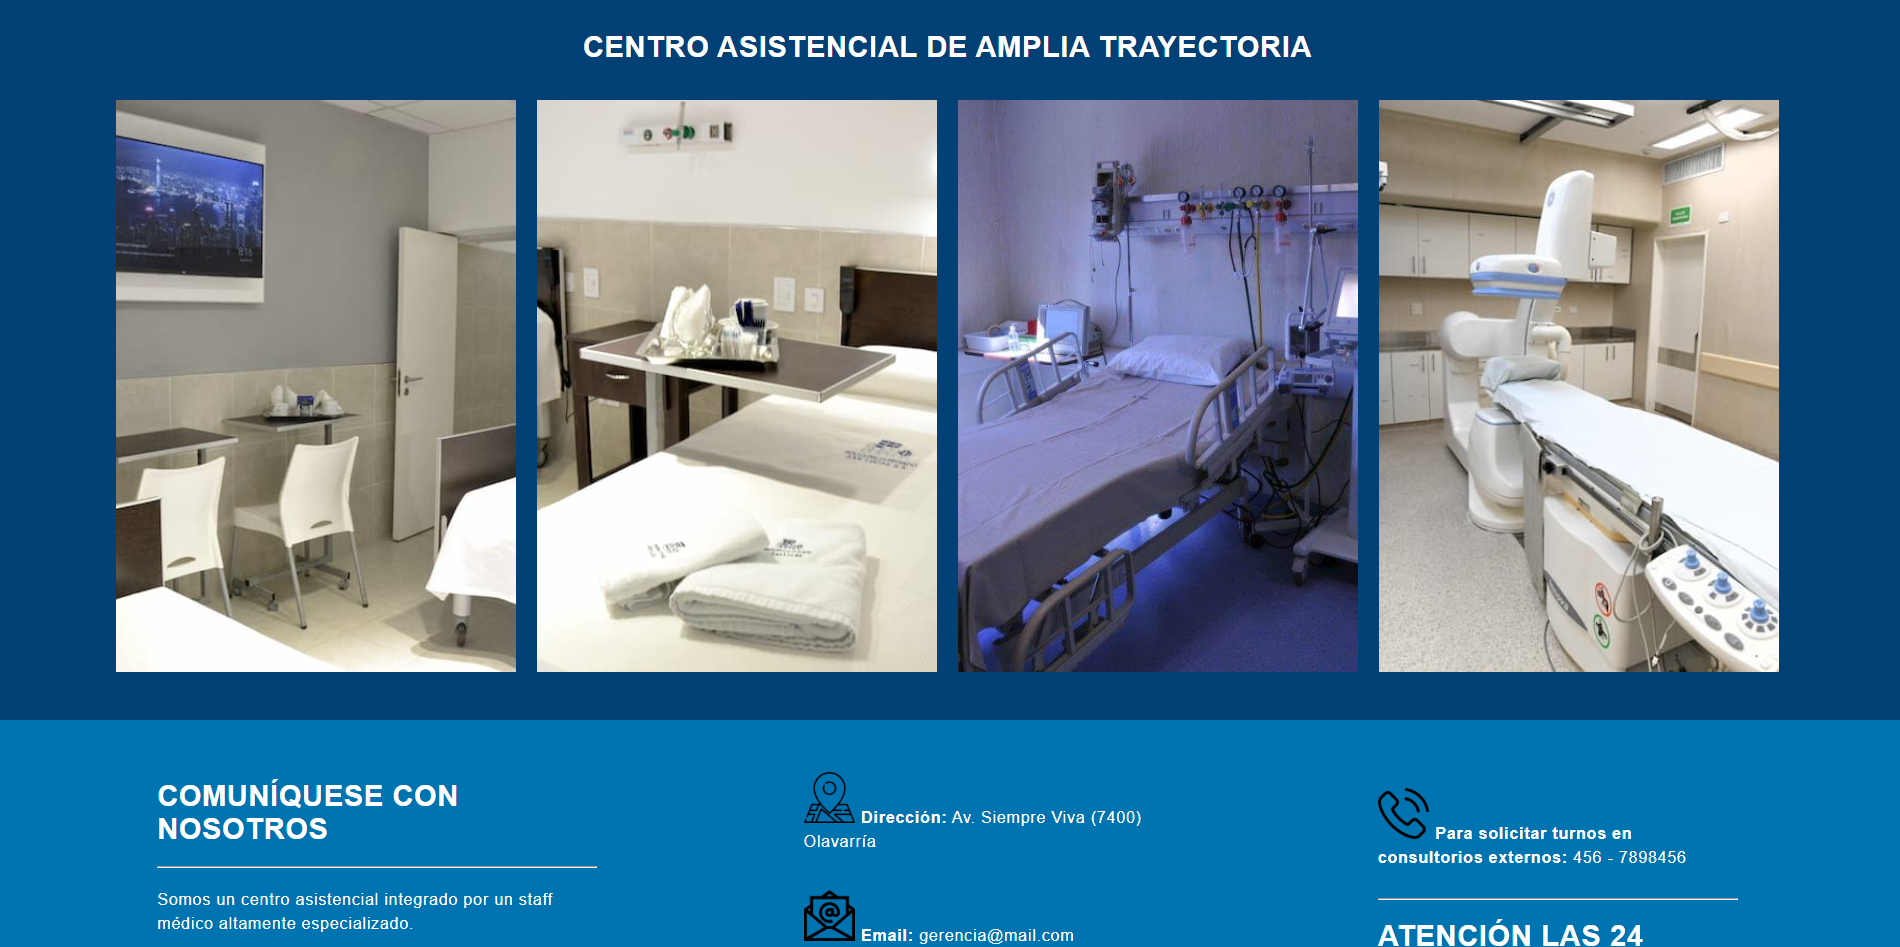 CENTRO ASISTENCIAL DE AMPLIA TRAYECTORIA
8:16
COMUNÍQUESE CON
NOSOTROS
Somos un centro asistencial integrado por un staff
médico altamente especializado.
Dirección: Av. Siempre Viva (7400)
Olavarría
Email: gerencia@mail.com
Para solicitar turnos en
consultorios externos: 456 - 7898456
ATENCIÓN LAS 24